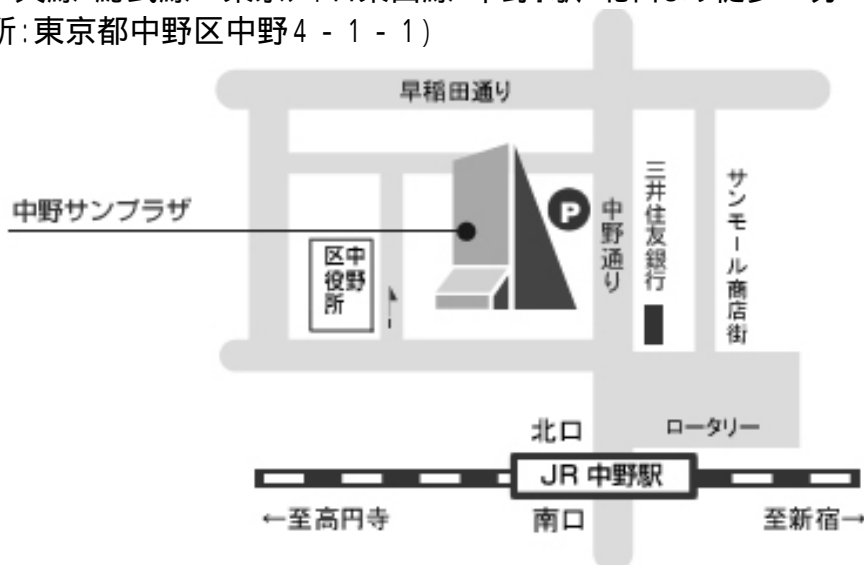 所:東京都中野区中野4-1-1)
早稲田通り
中野サンプラザ
P
中野通り
三井住友銀行
サンモール商店街
中野
区役所
北口
ロータリー
JR 中野駅
←至高円寺
南口
至新宿→